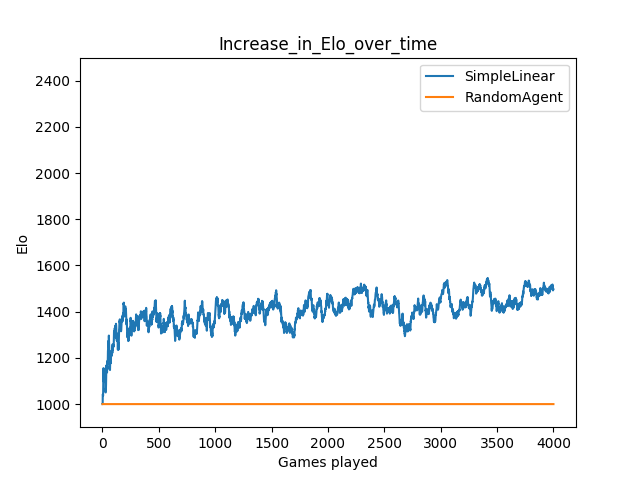 Increase_in_Elo_over_time
SimpleLinear
RandomAgent
2400
2200
2000
1800
1600
1400
1200
1000
Elo
0 500 1000 1500 2000 2500 3000 3500 4000
Games played